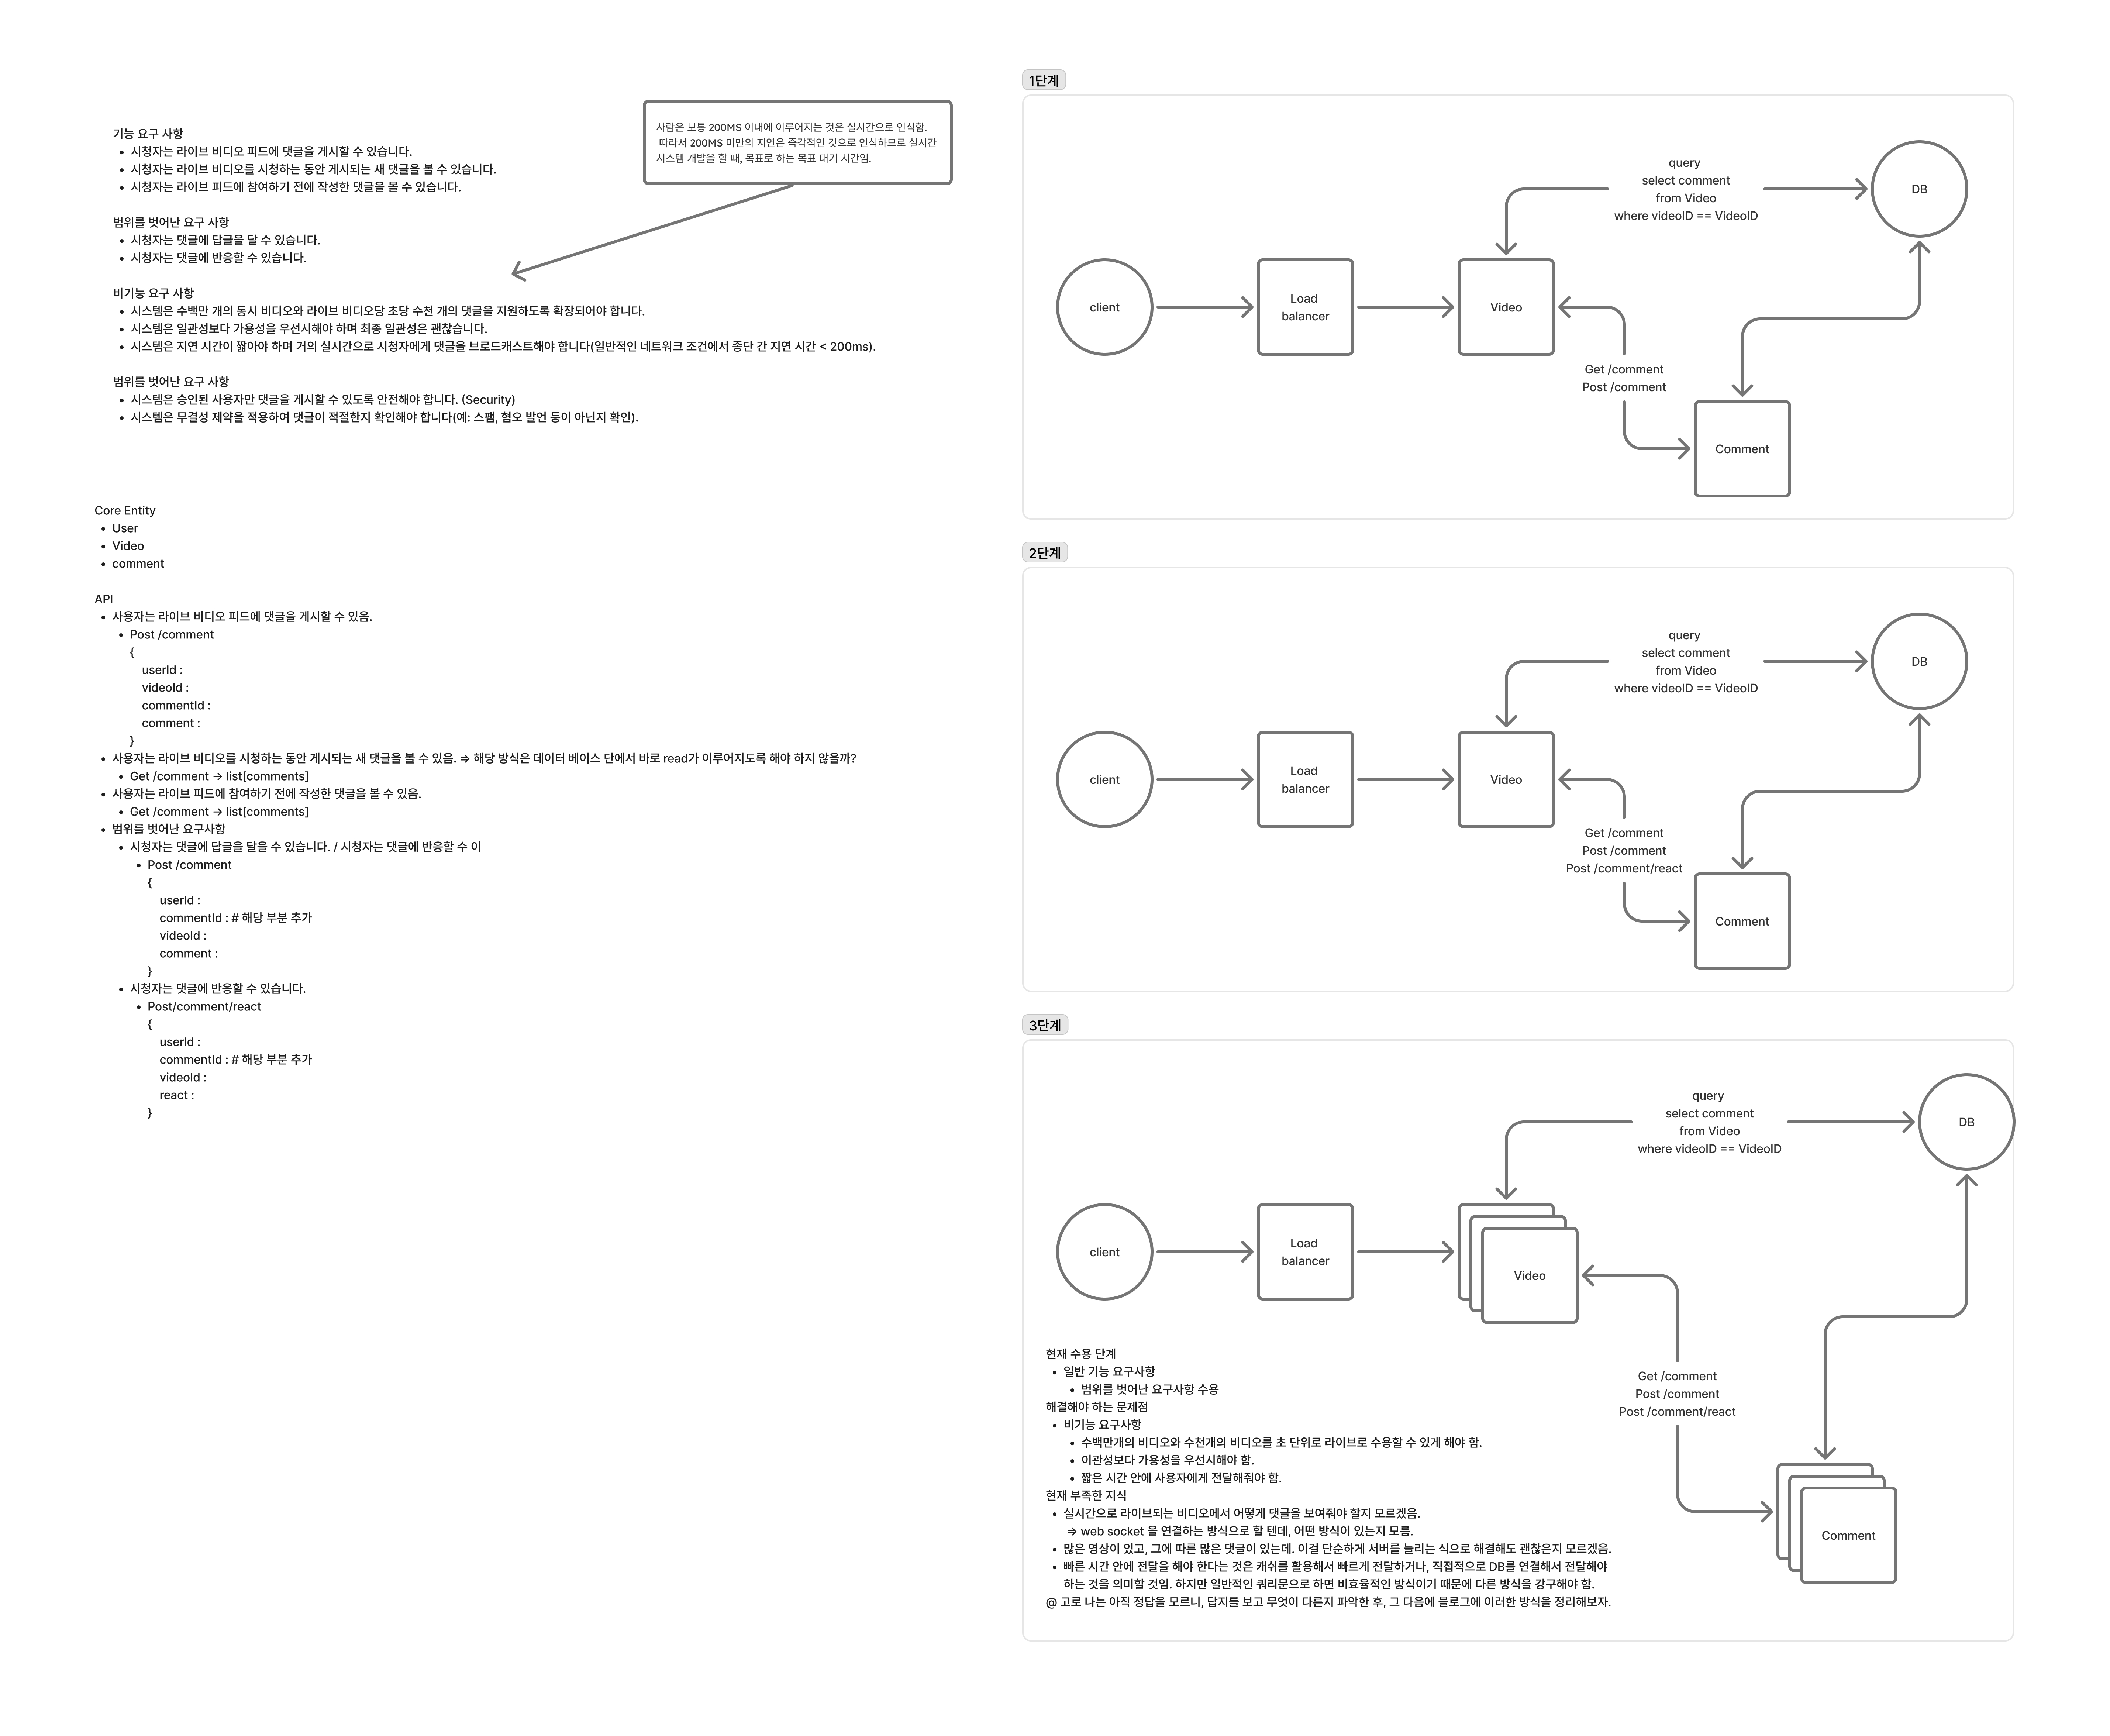 기능 요구 사항
• 시청자는 라이브 비디오 피드에 댓글을 게시할 수 있습니다.
• 시청자는 라이브 비디오를 시청하는 동안 게시되는 새 댓글을 볼 수 있습니다.
• 시청자는 라이브 피드에 참여하기 전에 작성한 댓글을 볼 수 있습니다.
범위를 벗어난 요구 사항
• 시청자는 댓글에 답글을 달 수 있습니다.
• 시청자는 댓글에 반응할 수 있습니다.
비기능 요구 사항
• 시스템은 수백만 개의 동시 비디오와 라이브 비디오당 초당 수천 개의 댓글을 지원하도록 확장되어야 합니다.
• 시스템은 일관성보다 가용성을 우선시해야 하며 최종 일관성은 괜찮습니다.
• 시스템은 지연 시간이 짧아야 하며 거의 실시간으로 시청자에게 댓글을 브로드캐스트해야 합니다(일반적인 네트워크 조건에서 종단 간 지연 시간 < 200ms).
범위를 벗어난 요구 사항
• 시스템은 승인된 사용자만 댓글을 게시할 수 있도록 안전해야 합니다. (Security)
• 시스템은 무결성 제약을 적용하여 댓글이 적절한지 확인해야 합니다(예: 스팸, 혐오 발언 등이 아닌지 확인).
사람은 보통 200MS 이내에 이루어지는 것은 실시간으로 인식함.
따라서 200MS 미만의 지연은 즉각적인 것으로 인식하므로 실시간
시스템 개발을 할 때, 목표로 하는 목표 대기 시간임.
Core Entity
• User
• Video
• comment
API
• 사용자는 라이브 비디오 피드에 댓글을 게시할 수 있음.
• Post /comment
{
userId :
videoId :
commentId :
comment :
}
• 사용자는 라이브 비디오를 시청하는 동안 게시되는 새 댓글을 볼 수 있음. ⇒ 해당 방식은 데이터 베이스 단에서 바로 read가 이루어지도록 해야 하지 않을까?
• Get /comment → list[comments]
• 사용자는 라이브 피드에 참여하기 전에 작성한 댓글을 볼 수 있음.
• Get /comment → list[comments]
• 범위를 벗어난 요구사항
• 시청자는 댓글에 답글을 달을 수 있습니다. / 시청자는 댓글에 반응할 수 이
• Post /comment
{
userId :
commentId : # 해당 부분 추가
videoId :
comment :
}
• 시청자는 댓글에 반응할 수 있습니다.
• Post/comment/react
{
userId :
commentId : # 해당 부분 추가
videoId :
react :
}
1단계
query
select comment
from Video
where videoID == VideoID
DB
client
Load
balancer
Video
Get /comment
Post /comment
Comment
2단계
query
select comment
from Video
where videoID == VideoID
DB
client
Load
balancer
Video
Get /comment
Post /comment
Post /comment/react
Comment
3단계
query
select comment
from Video
where videoID == VideoID
DB
client
Load
balancer
Video
Get /comment
Post /comment
Post /comment/react
Comment
현재 수용 단계
• 일반 기능 요구사항
• 범위를 벗어난 요구사항 수용
해결해야 하는 문제점
• 비기능 요구사항
• 수백만개의 비디오와 수천개의 비디오를 초 단위로 라이브로 수용할 수 있게 해야 함.
• 이관성보다 가용성을 우선시해야 함.
• 짧은 시간 안에 사용자에게 전달해줘야 함.
현재 부족한 지식
• 실시간으로 라이브되는 비디오에서 어떻게 댓글을 보여줘야 할지 모르겠음.
⇒ web socket 을 연결하는 방식으로 할 텐데, 어떤 방식이 있는지 모름.
• 많은 영상이 있고, 그에 따른 많은 댓글이 있는데. 이걸 단순하게 서버를 늘리는 식으로 해결해도 괜찮은지 모르겠음.
• 빠른 시간 안에 전달을 해야 한다는 것은 캐쉬를 활용해서 빠르게 전달하거나, 직접적으로 DB를 연결해서 전달해야
하는 것을 의미할 것임. 하지만 일반적인 쿼리문으로 하면 비효율적인 방식이기 때문에 다른 방식을 강구해야 함.
@ 고로 나는 아직 정답을 모르니, 답지를 보고 무엇이 다른지 파악한 후, 그 다음에 블로그에 이러한 방식을 정리해보자.